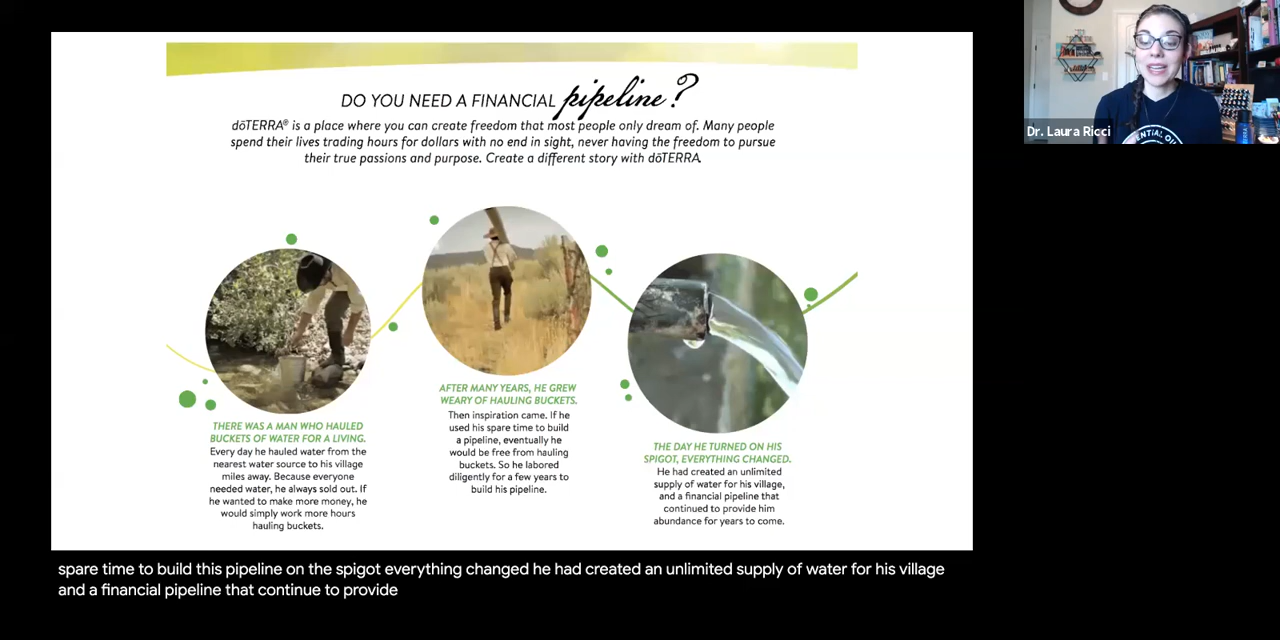 DO YOU NEED A FINANCIAL pipeline?
dōTERRA® is a place where you can create freedom that most people only dream of. Many people
spend their lives trading hours for dollars with no end in sight, never having the freedom to pursue
their true passions and purpose. Create a different story with dōTERRA.
THERE WAS A MAN WHO HAULED
BUCKETS OF WATER FOR A LIVING.
Every day he hauled water from the
nearest water source to his village
miles away. Because everyone
needed water, he always sold out. If
he wanted to make more money, he
would simply work more hours
hauling buckets.
AFTER MANY YEARS, HE GREW
WEARY OF HAULING BUCKETS.
Then inspiration came. If he
used his spare time to build
a pipeline, eventually he
would be free from hauling
buckets. So he labored
diligently for a few years to
build his pipeline.
THE DAY HE TURNED ON HIS
SPIGOT, EVERYTHING CHANGED.
He had created an unlimited
supply of water for his village,
and a financial pipeline that
continued to provide him
abundance for years to come.
Dr. Laura Ricci
spare time to build this pipeline on the spigot everything changed he had created an unlimited supply of water for his village
and a financial pipeline that continue to provide